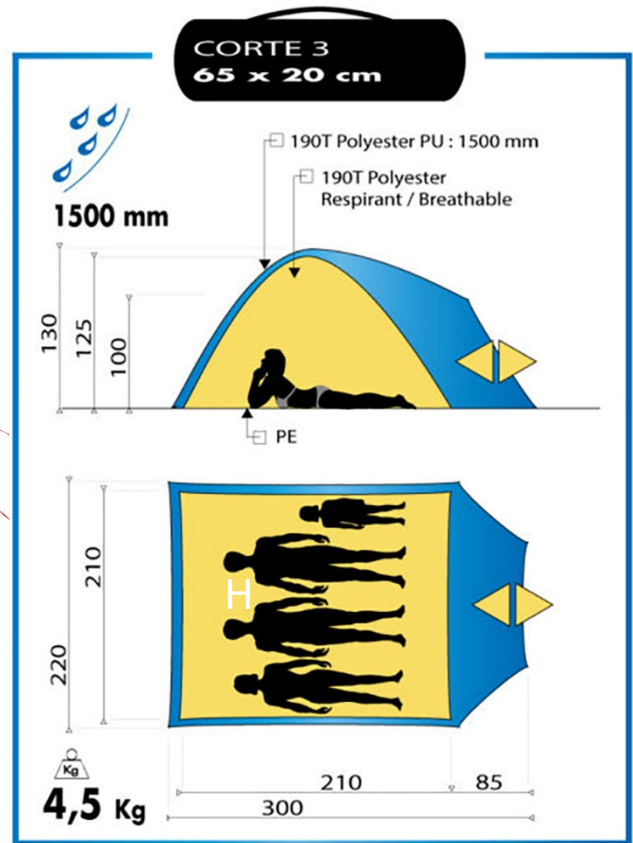 CORTE 3
65 x 20 cm
190T Polyester PU : 1500 mm
190T Polyester
Respirant / Breathable
1500 mm
130
125
100
PE
210
220
H
Kg
4,5 Kg
210
85
300